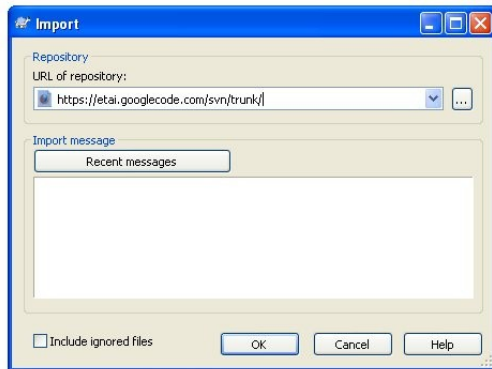 Import
Repository
URL of repository:
https://etai.googlecode.com/svn/trunk/
...
Import message
Recent messages
Include ignored files
OK
Cancel
Help